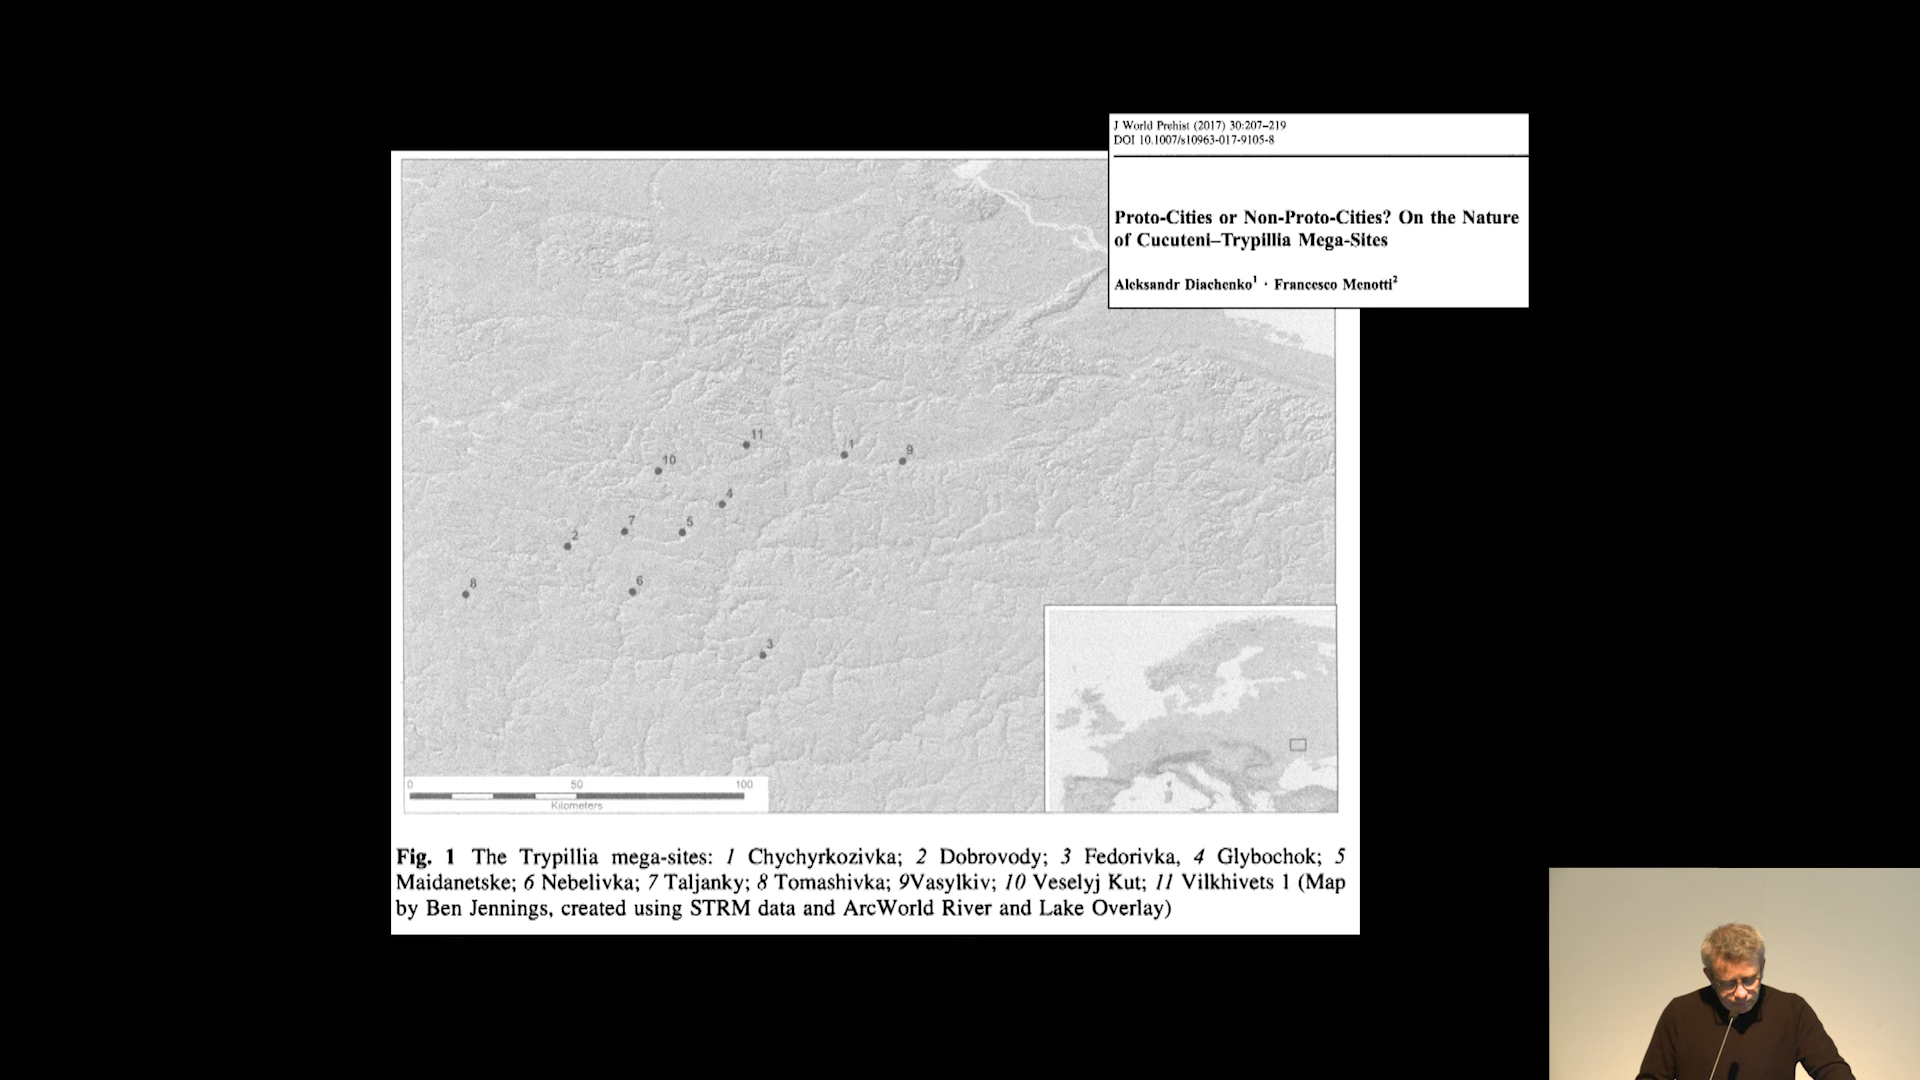 J World Prehist (2017) 30:207–219
DOI 10.1007/s10963-017-9105-8
Proto-Cities or Non-Proto-Cities? On the Nature
of Cucuteni–Trypillia Mega-Sites
Aleksandr Diachenko1 · Francesco Menotti2
11
1
9
10
4
7
5
2
8
6
3
0 50 100
Kilometers
Fig. 1 The Trypillia mega-sites: 1 Chychyrkozivka; 2 Dobrovody; 3 Fedorivka, 4 Glybochok; 5
Maidanetske; 6 Nebelivka; 7 Taljanky; 8 Tomashivka; 9Vasylkiv; 10 Veselyj Kut; 11 Vilkhivets 1 (Map
by Ben Jennings, created using STRM data and ArcWorld River and Lake Overlay)